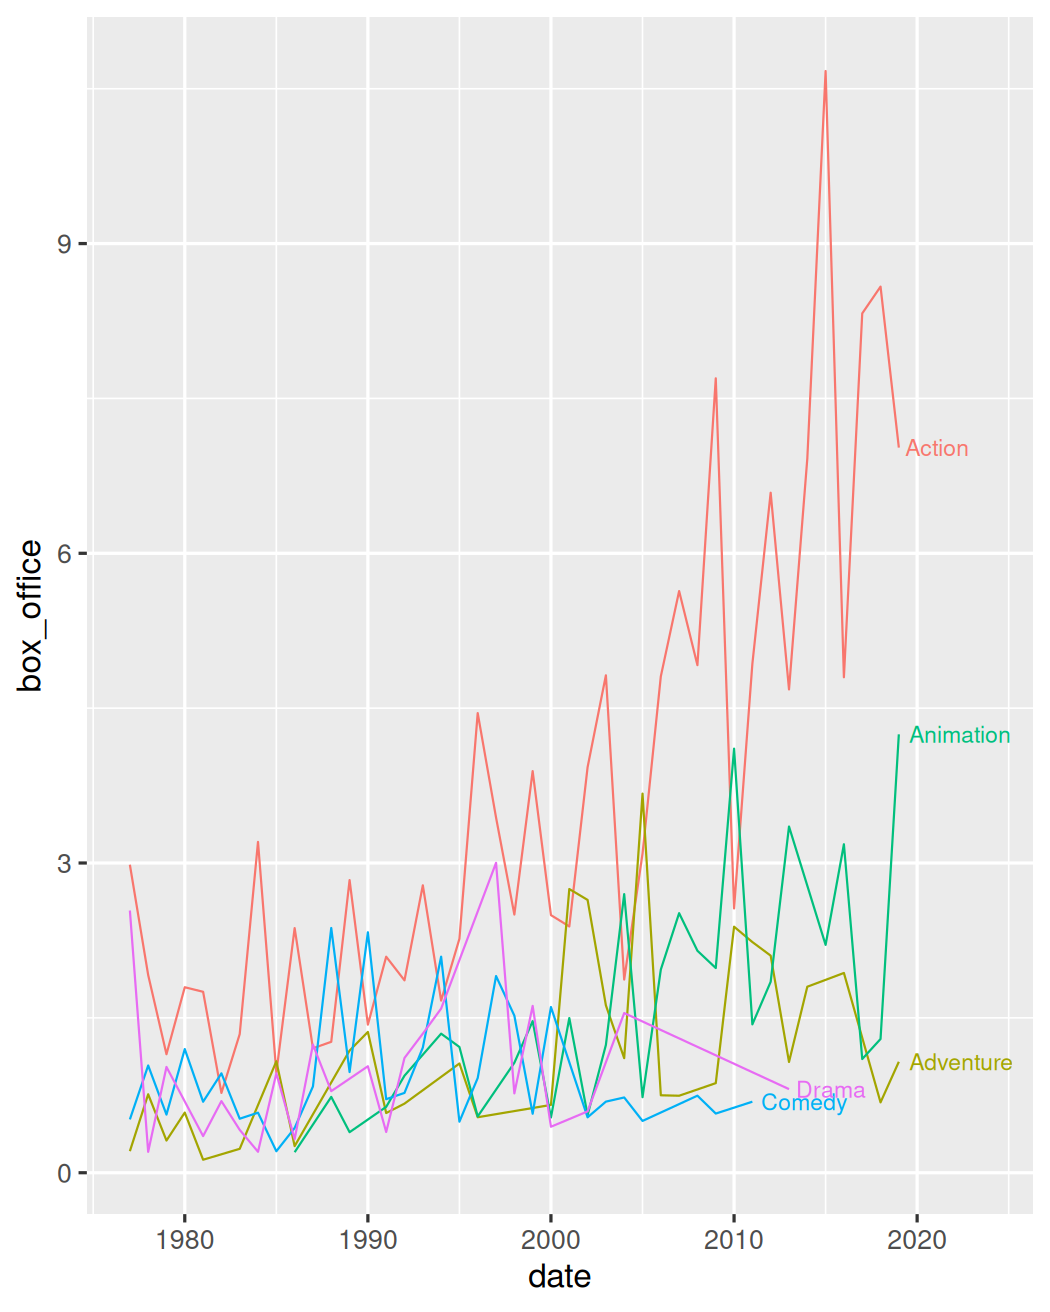 9
6
3
0
box_office
Action
Animation
Adventure
Drama
Comedy
1980 1990 2000 2010 2020
date